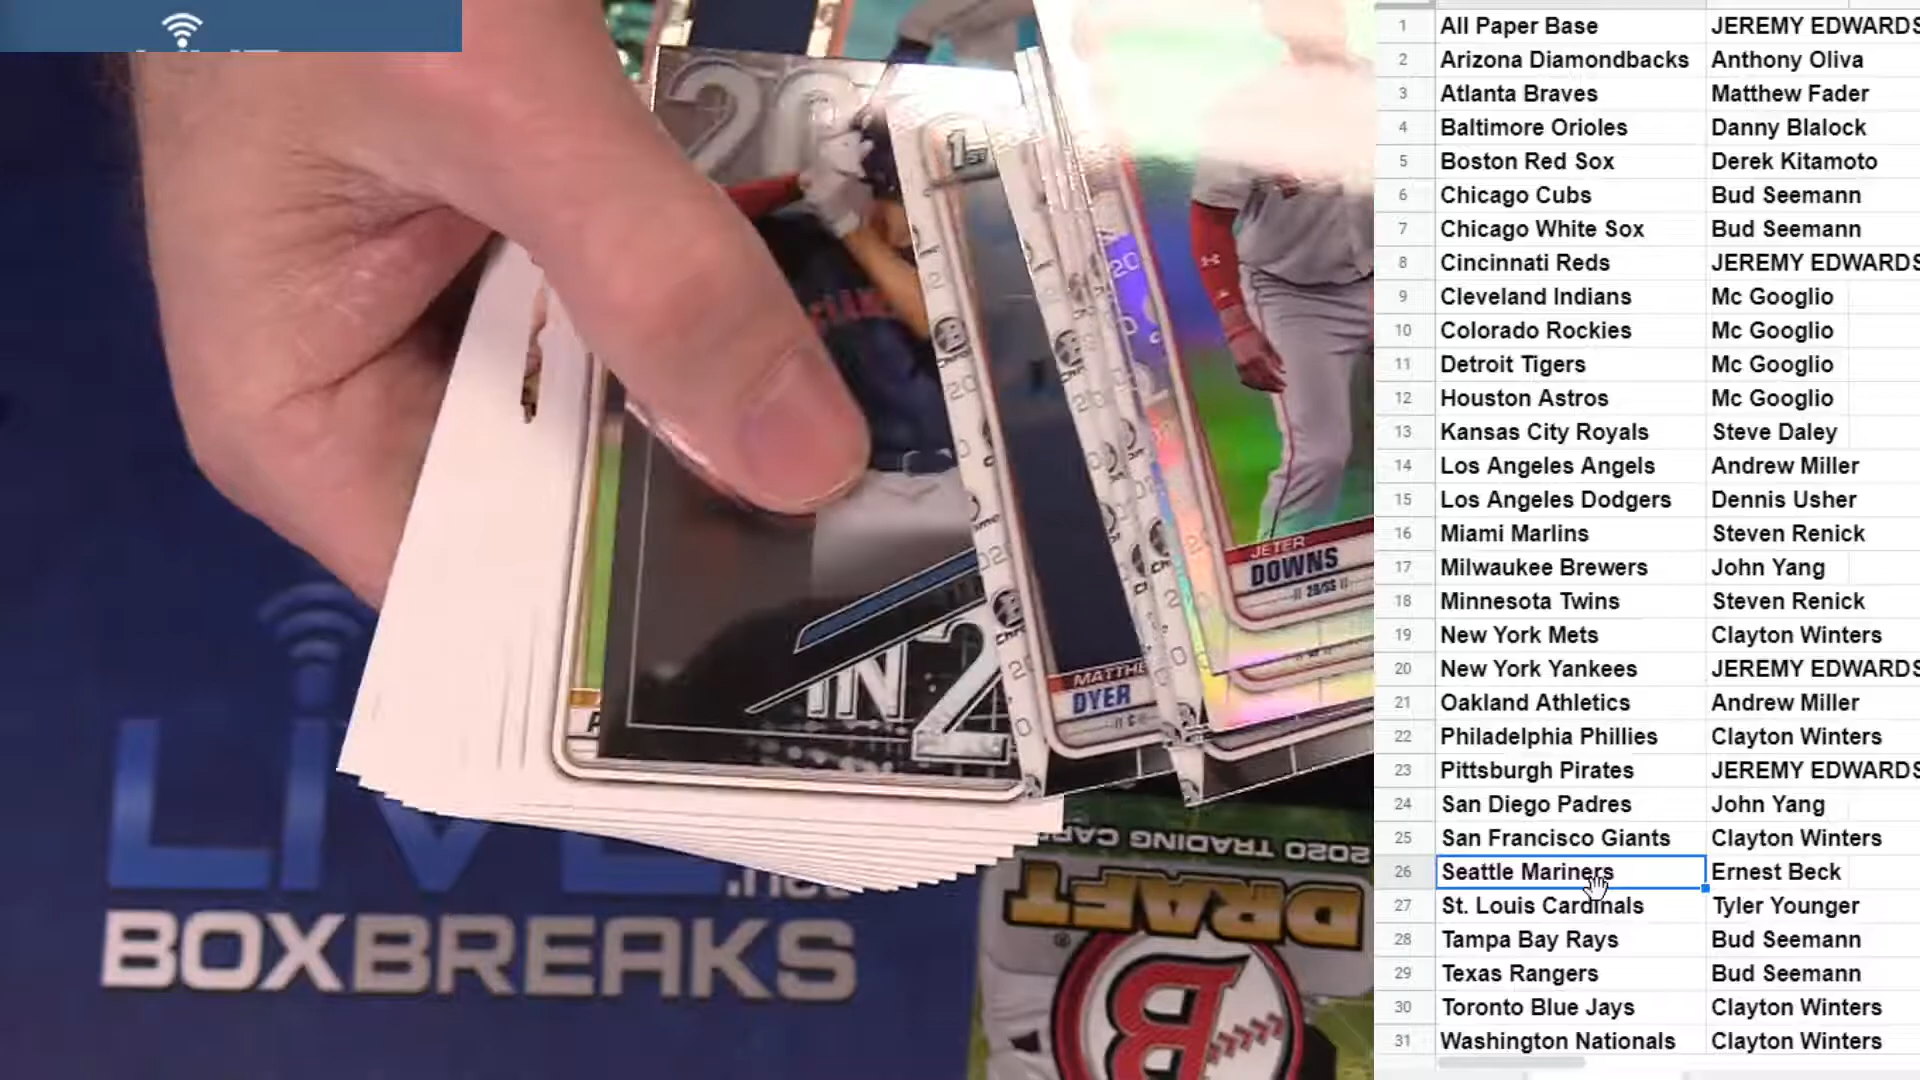 20
1ST
JETER
DOWNS
2B/SS
IN 2
MATTHE
DYER
C
LIVE
BOXBREAKS
2020 TRADING CAR
DRAFT
B
1 All Paper Base JEREMY EDWARDS
2 Arizona Diamondbacks Anthony Oliva
3 Atlanta Braves Matthew Fader
4 Baltimore Orioles Danny Blalock
5 Boston Red Sox Derek Kitamoto
6 Chicago Cubs Bud Seemann
7 Chicago White Sox Bud Seemann
8 Cincinnati Reds JEREMY EDWARDS
9 Cleveland Indians Mc Googlio
10 Colorado Rockies Mc Googlio
11 Detroit Tigers Mc Googlio
12 Houston Astros Mc Googlio
13 Kansas City Royals Steve Daley
14 Los Angeles Angels Andrew Miller
15 Los Angeles Dodgers Dennis Usher
16 Miami Marlins Steven Renick
17 Milwaukee Brewers John Yang
18 Minnesota Twins Steven Renick
19 New York Mets Clayton Winters
20 New York Yankees JEREMY EDWARDS
21 Oakland Athletics Andrew Miller
22 Philadelphia Phillies Clayton Winters
23 Pittsburgh Pirates JEREMY EDWARDS
24 San Diego Padres John Yang
25 San Francisco Giants Clayton Winters
26 Seattle Mariners Ernest Beck
27 St. Louis Cardinals Tyler Younger
28 Tampa Bay Rays Bud Seemann
29 Texas Rangers Bud Seemann
30 Toronto Blue Jays Clayton Winters
31 Washington Nationals Clayton Winters